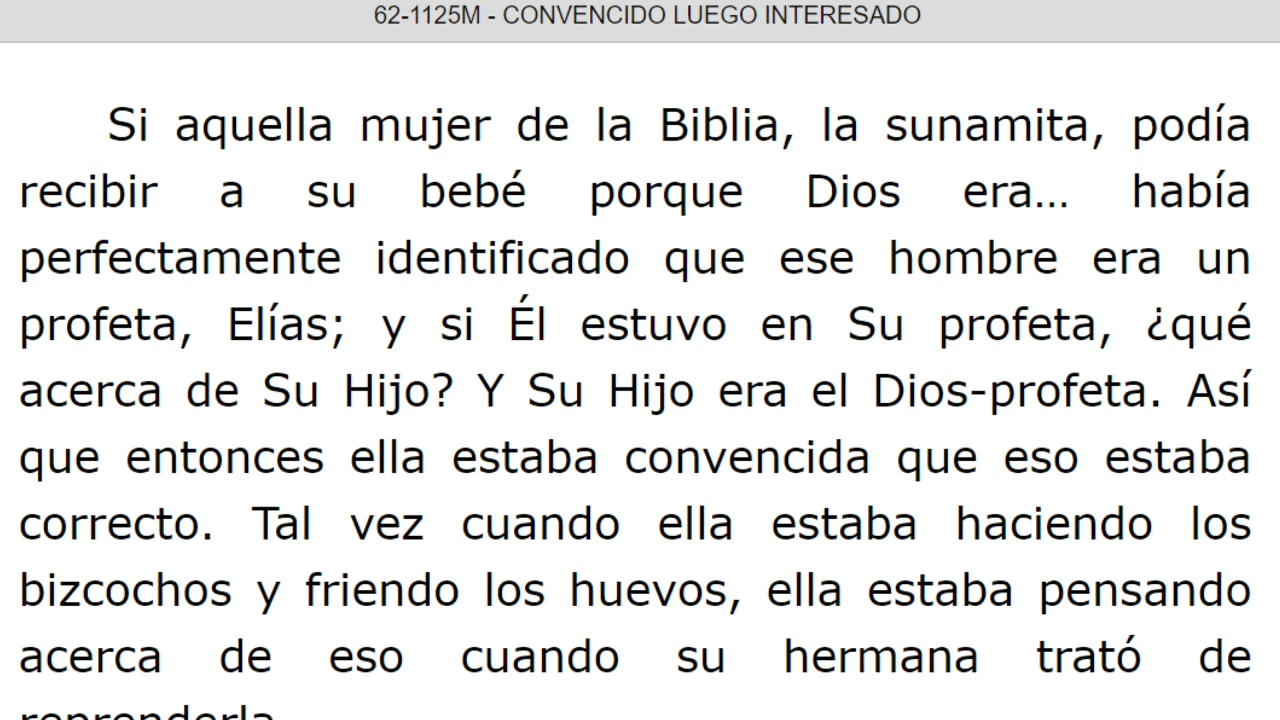 62-1125M - CONVENCIDO LUEGO INTERESADO
Si aquella mujer de la Biblia, la sunamita, podía
recibir a su bebé porque Dios era… había
perfectamente identificado que ese hombre era un
profeta, Elías; y si Él estuvo en Su profeta, ¿qué
acerca de Su Hijo? Y Su Hijo era el Dios-profeta. Así
que entonces ella estaba convencida que eso estaba
correcto. Tal vez cuando ella estaba haciendo los
bizcochos y friendo los huevos, ella estaba pensando
acerca de eso cuando su hermana trató de
reprenderla